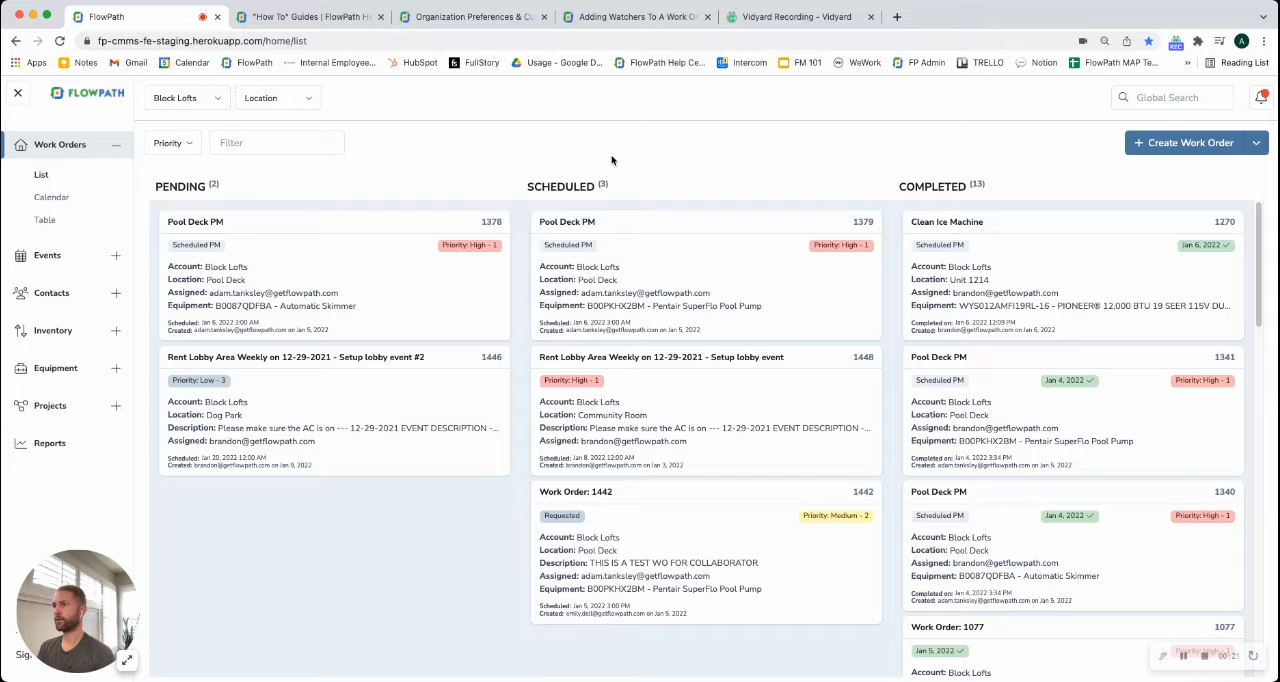 FlowPath
"How To" Guides | FlowPath H
Organization Preferences & Cu
Adding Watchers To A Work Or
Vidyard Recording - Vidyard
fp-cmms-fe-staging.herokuapp.com/home/list
A
REC
Apps
Notes
Gmail
Calendar
FlowPath
Internal Employee...
HubSpot
FullStory
Usage - Google D...
FlowPath Help Ce...
Intercom
FM 101
WeWork
FP Admin
TRELLO
Notion
FlowPath MAP Te...
»
Reading List
FLOWPATH
Block Lofts
Location
Global Search
Work Orders
List
Calendar
Table
Events
Contacts
Inventory
Equipment
Projects
Reports
Sig
Priority
Filter
+ Create Work Order
PENDING (2)
Pool Deck PM 1378
Scheduled PM Priority: High - 1
Account: Block Lofts
Location: Pool Deck
Assigned: adam.tanksley@getflowpath.com
Equipment: B0087QDFBA - Automatic Skimmer
Scheduled: Jan 6, 2022 3:00 AM
Created: adam.tanksley@getflowpath.com on Jan 5, 2022
Rent Lobby Area Weekly on 12-29-2021 - Setup lobby event #2 1446
Priority: Low - 3
Account: Block Lofts
Location: Dog Park
Description: Please make sure the AC is on --- 12-29-2021 EVENT DESCRIPTION -...
Assigned: brandon@getflowpath.com
Scheduled: Jan 20, 2022 12:00 AM
Created: brandon@getflowpath.com on Jan 9, 2022
SCHEDULED (3)
Pool Deck PM 1379
Scheduled PM Priority: High - 1
Account: Block Lofts
Location: Pool Deck
Assigned: adam.tanksley@getflowpath.com
Equipment: B00PKHX2BM - Pentair SuperFlo Pool Pump
Scheduled: Jan 6, 2022 3:00 AM
Created: adam.tanksley@getflowpath.com on Jan 5, 2022
Rent Lobby Area Weekly on 12-29-2021 - Setup lobby event 1448
Priority: High - 1
Account: Block Lofts
Location: Community Room
Description: Please make sure the AC is on --- 12-29-2021 EVENT DESCRIPTION -...
Assigned: brandon@getflowpath.com
Scheduled: Jan 8, 2022 12:00 AM
Created: brandon@getflowpath.com on Jan 3, 2022
Work Order: 1442 1442
Requested Priority: Medium - 2
Account: Block Lofts
Location: Pool Deck
Description: THIS IS A TEST WO FOR COLLABORATOR
Assigned: adam.tanksley@getflowpath.com
Equipment: B00PKHX2BM - Pentair SuperFlo Pool Pump
Scheduled: Jan 5, 2022 3:00 PM
Created: emily.dell@getflowpath.com on Jan 5, 2022
COMPLETED (13)
Clean Ice Machine 1270
Scheduled PM Jan 6, 2022 ✓
Account: Block Lofts
Location: Unit 1214
Assigned: brandon@getflowpath.com
Equipment: WYS012AMFI19RL-16 - PIONEER® 12,000 BTU 19 SEER 115V DU...
Completed on: Jan 6, 2022 12:09 PM
Created: brandon@getflowpath.com on Jan 6, 2022
Pool Deck PM 1341
Scheduled PM Jan 4, 2022 ✓ Priority: High - 1
Account: Block Lofts
Location: Pool Deck
Assigned: brandon@getflowpath.com
Equipment: B00PKHX2BM - Pentair SuperFlo Pool Pump
Completed on: Jan 4, 2022 3:34 PM
Created: adam.tanksley@getflowpath.com on Jan 5, 2022
Pool Deck PM 1340
Scheduled PM Jan 4, 2022 ✓ Priority: High - 1
Account: Block Lofts
Location: Pool Deck
Assigned: brandon@getflowpath.com
Equipment: B0087QDFBA - Automatic Skimmer
Completed on: Jan 4, 2022 3:34 PM
Created: adam.tanksley@getflowpath.com on Jan 5, 2022
Work Order: 1077 1077
Jan 5, 2022 ✓ Priority: High - 1
Account: Block Lofts
00:21